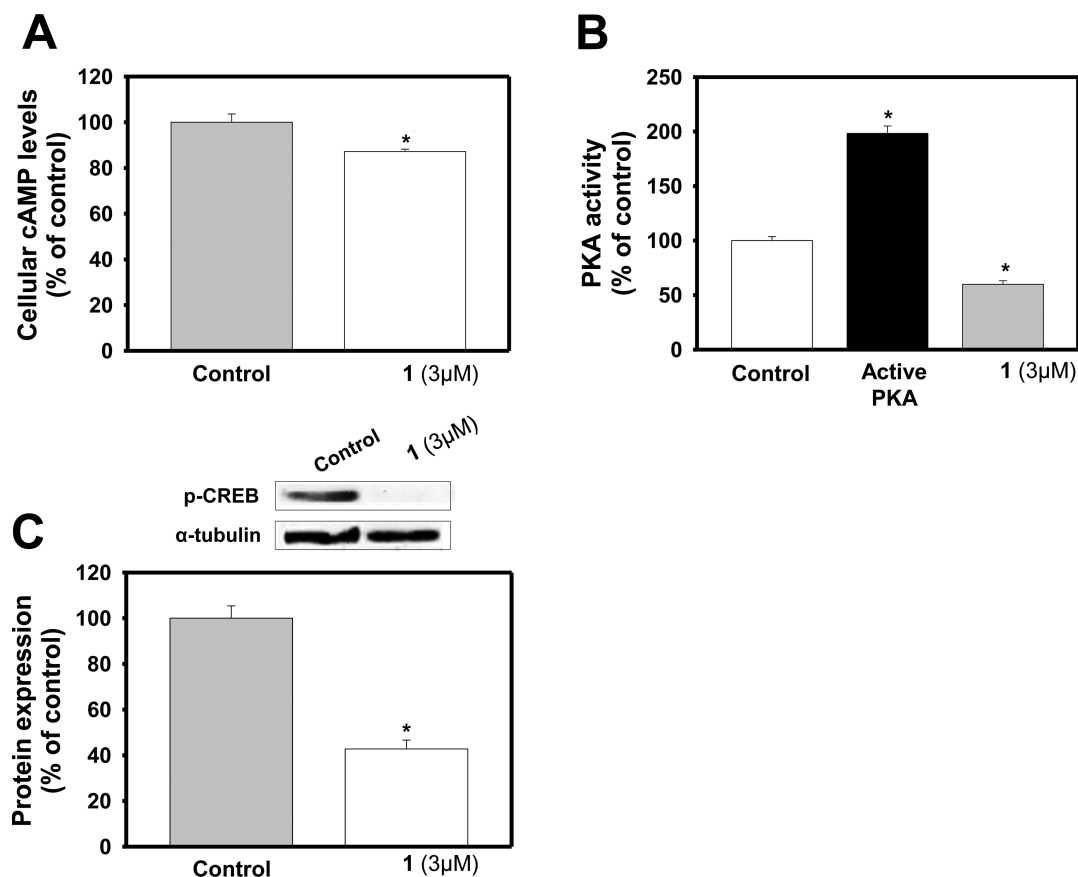 A
Cellular cAMP levels
(% of control)
120
100
80
60
40
20
0
*
Control
1 (3μM)
B
PKA activity
(% of control)
250
200
150
100
50
0
*
*
Control
Active
PKA
1 (3μM)
C
Control
1 (3μM)
p-CREB
α-tubulin
Protein expression
(% of control)
120
100
80
60
40
20
0
*
Control
1 (3μM)